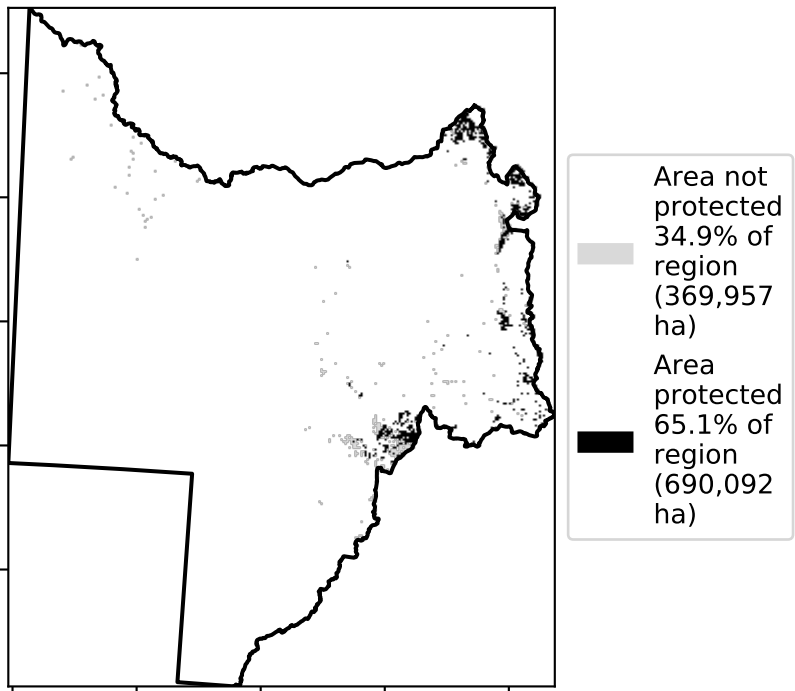 Area not
protected
34.9% of
region
(369,957
ha)
Area
protected
65.1% of
region
(690,092
ha)